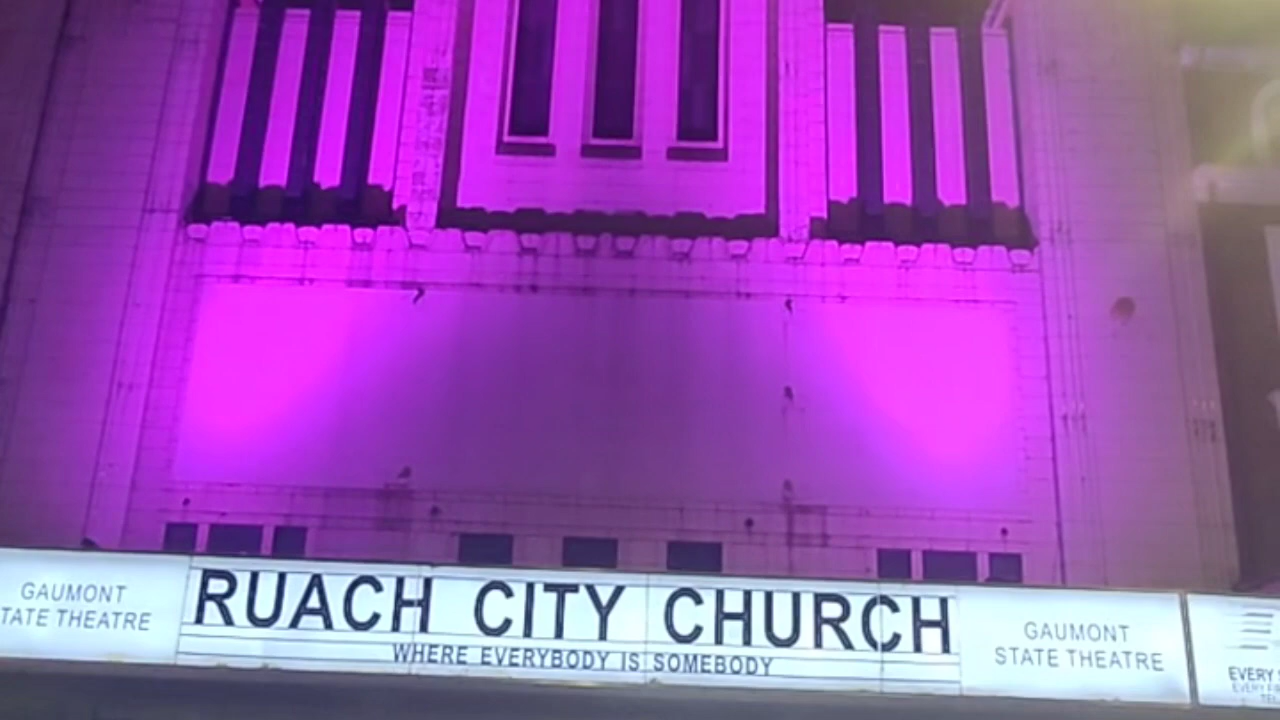 GAUMONT
TATE THEATRE
RUACH CITY CHURCH
WHERE EVERYBODY IS SOMEBODY
GAUMONT
STATE THEATRE
EVERY